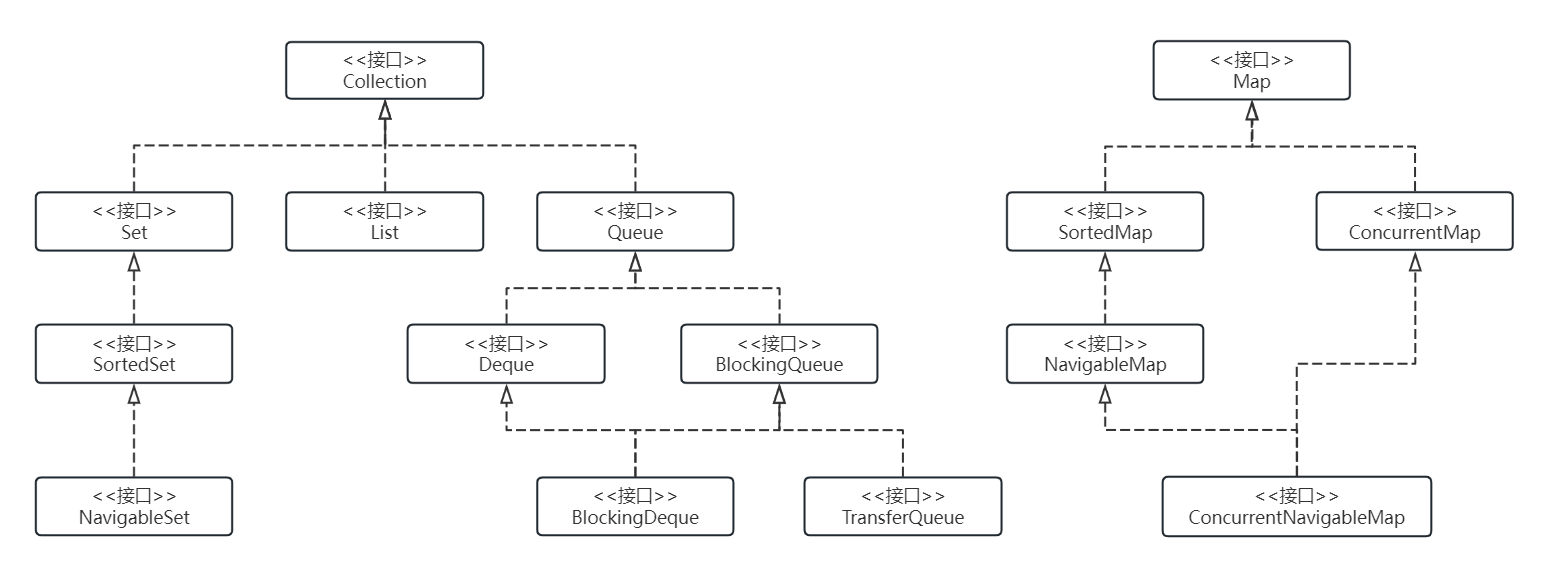 <<接口>>
Collection
<<接口>>
Map
<<接口>>
Set
<<接口>>
List
<<接口>>
Queue
<<接口>>
SortedMap
<<接口>>
ConcurrentMap
<<接口>>
SortedSet
<<接口>>
Deque
<<接口>>
BlockingQueue
<<接口>>
NavigableMap
<<接口>>
NavigableSet
<<接口>>
BlockingDeque
<<接口>>
TransferQueue
<<接口>>
ConcurrentNavigableMap